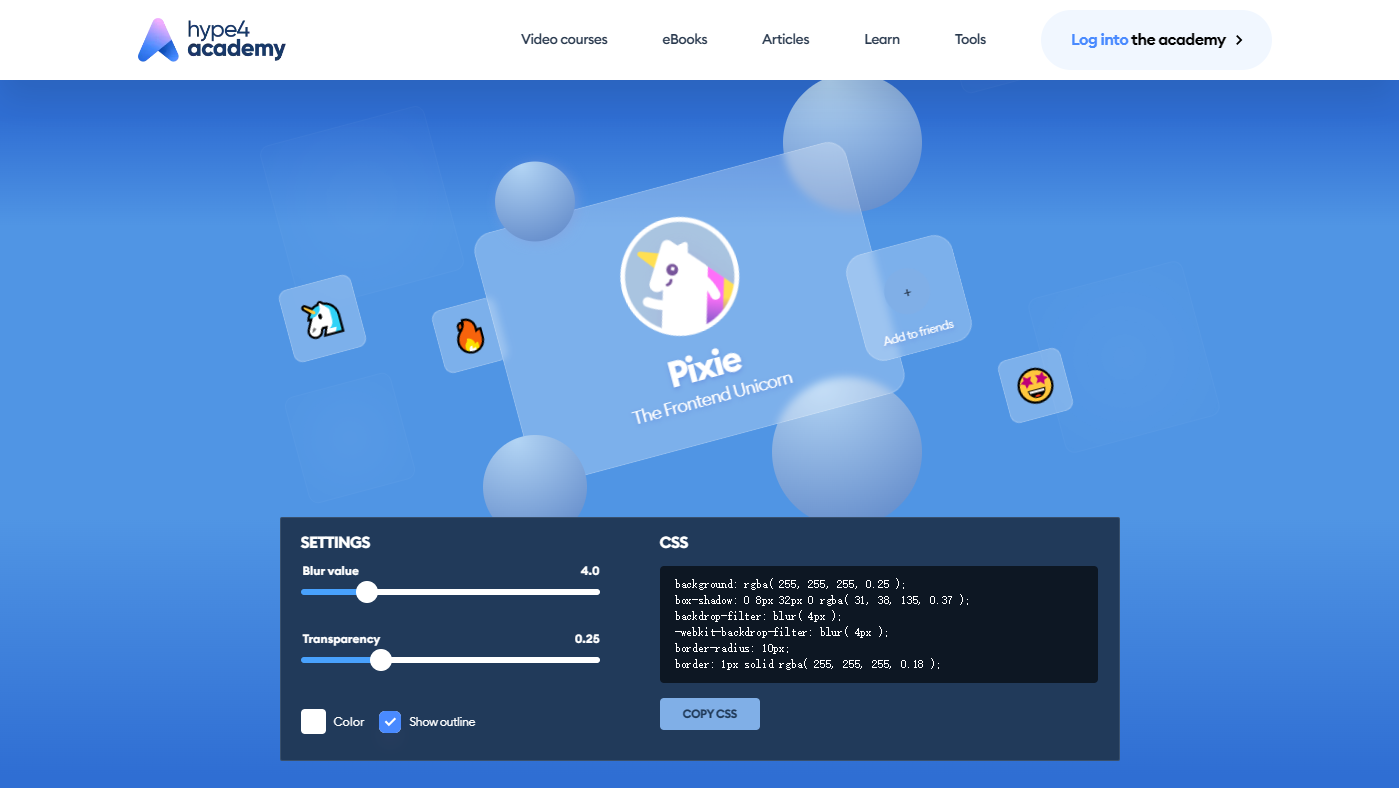 hype4
academy
Video courses
eBooks
Articles
Learn
Tools
Log into the academy
+
Add to friends
Pixie
The Frontend Unicorn
SETTINGS
Blur value
4.0
Transparency
0.25
Color
Show outline
CSS
background: rgba( 255, 255, 255, 0.25 );
box-shadow: 0 8px 32px 0 rgba( 31, 38, 135, 0.37 );
backdrop-filter: blur( 4px );
-webkit-backdrop-filter: blur( 4px );
border-radius: 10px;
border: 1px solid rgba( 255, 255, 255, 0.18 );
COPY CSS